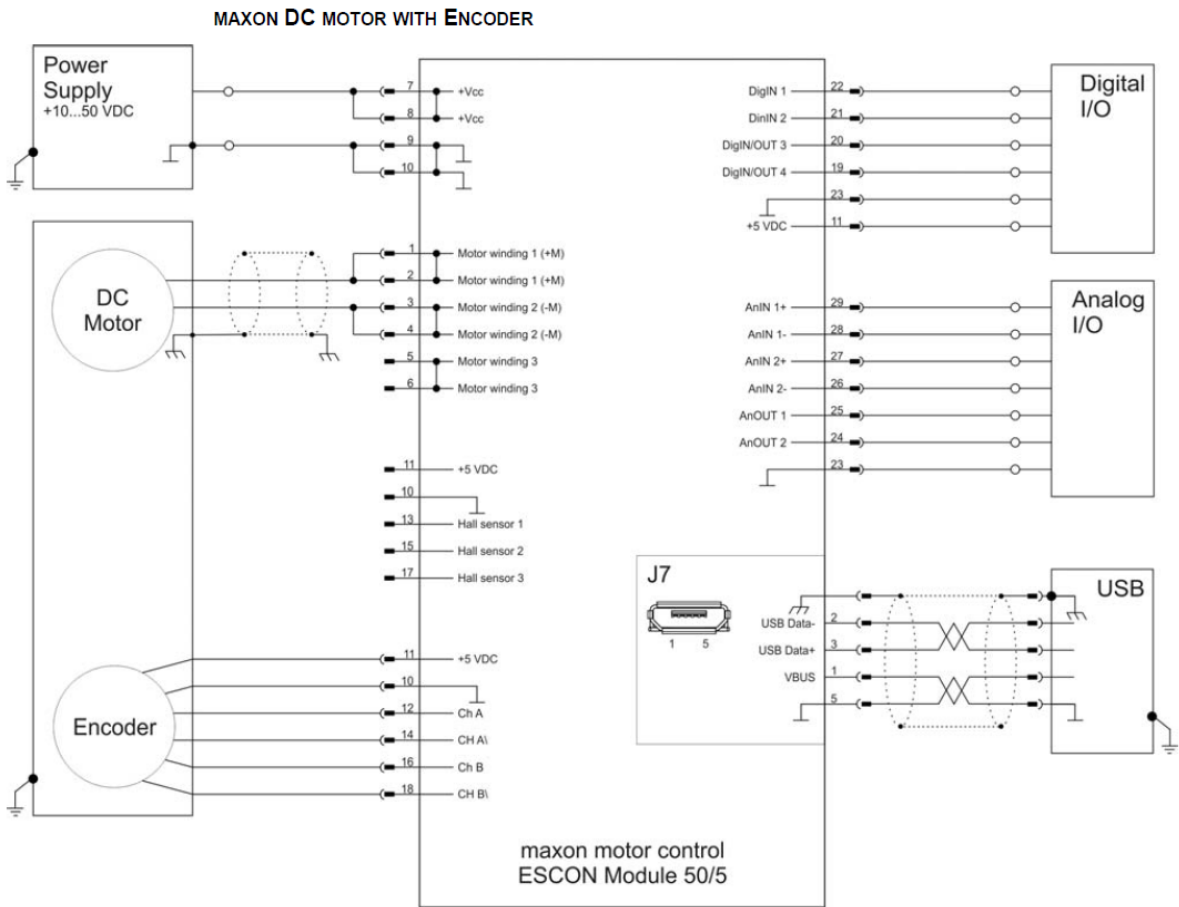 MAXON DC MOTOR WITH ENCODER
Power
Supply
+10...50 VDC
7 +Vcc
8 +Vcc
9
10
DC
Motor
1 Motor winding 1 (+M)
2 Motor winding 1 (+M)
3 Motor winding 2 (-M)
4 Motor winding 2 (-M)
5 Motor winding 3
6 Motor winding 3
11 +5 VDC
10
13 Hall sensor 1
15 Hall sensor 2
17 Hall sensor 3
Encoder
11 +5 VDC
10
12 Ch A
14 CH A\
16 Ch B
18 CH B\
DigIN 1 22
DinIN 2 21
DigIN/OUT 3 20
DigIN/OUT 4 19
23
+5 VDC 11
Digital
I/O
AnIN 1+ 29
AnIN 1- 28
AnIN 2+ 27
AnIN 2- 26
AnOUT 1 25
AnOUT 2 24
23
Analog
I/O
J7
1 5
USB Data- 2
USB Data+ 3
VBUS 1
5
USB
maxon motor control
ESCON Module 50/5